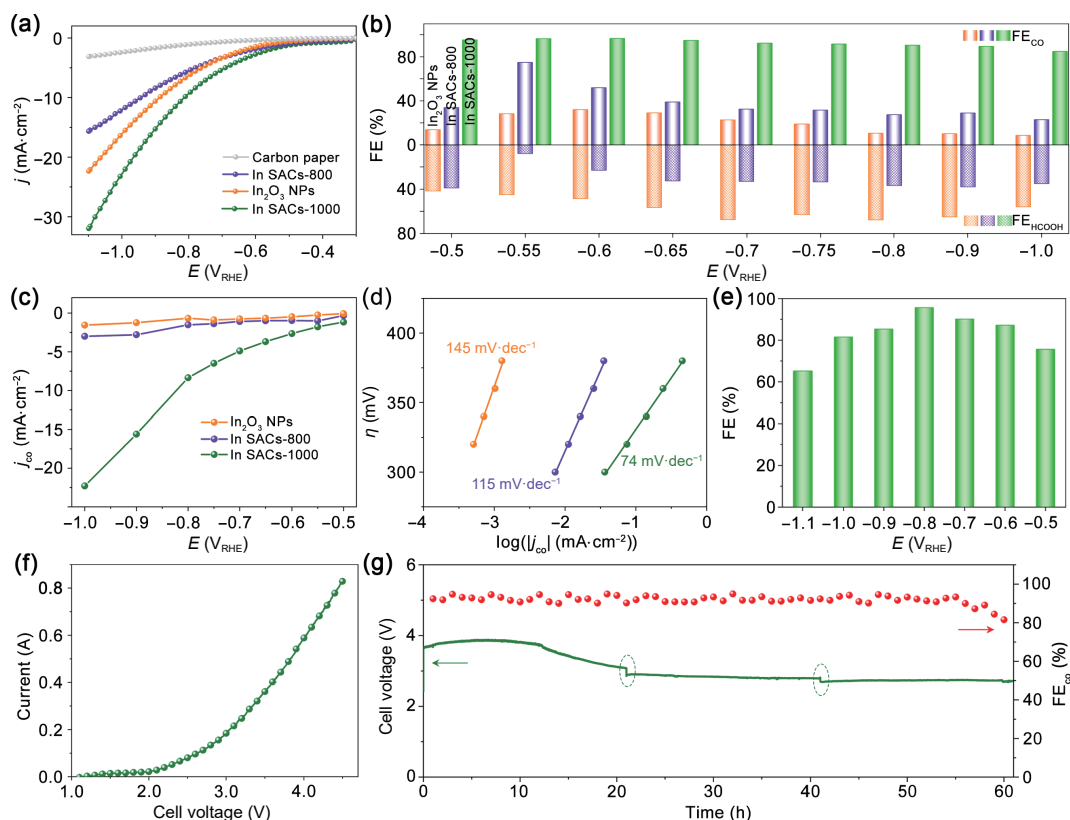 (a)
0
−10
−20
−30
j (mA·cm⁻²)
Carbon paper
In SACs-800
In₂O₃ NPs
In SACs-1000
−1.0
−0.8
−0.6
−0.4
E (V_RHE)
(b)
80
40
0
40
80
FE (%)
In₂O₃ NPs
In SACs-800
In SACs-1000
FE_CO
FE_HCOOH
−0.5
−0.55
−0.6
−0.65
−0.7
−0.75
−0.8
−0.9
−1.0
E (V_RHE)
(c)
0
−5
−10
−15
−20
j_co (mA·cm⁻²)
In₂O₃ NPs
In SACs-800
In SACs-1000
−1.0
−0.9
−0.8
−0.7
−0.6
−0.5
E (V_RHE)
(d)
400
350
300
η (mV)
145 mV·dec⁻¹
115 mV·dec⁻¹
74 mV·dec⁻¹
−4
−3
−2
−1
0
log(|j_co| (mA·cm⁻²))
(e)
100
80
60
40
20
0
FE (%)
−1.1
−1.0
−0.9
−0.8
−0.7
−0.6
−0.5
E (V_RHE)
(f)
0.8
0.6
0.4
0.2
0.0
Current (A)
1.0
2.0
3.0
4.0
Cell voltage (V)
(g)
6
4
2
0
Cell voltage (V)
100
80
60
40
20
0
FE_co (%)
0
10
20
30
40
50
60
Time (h)